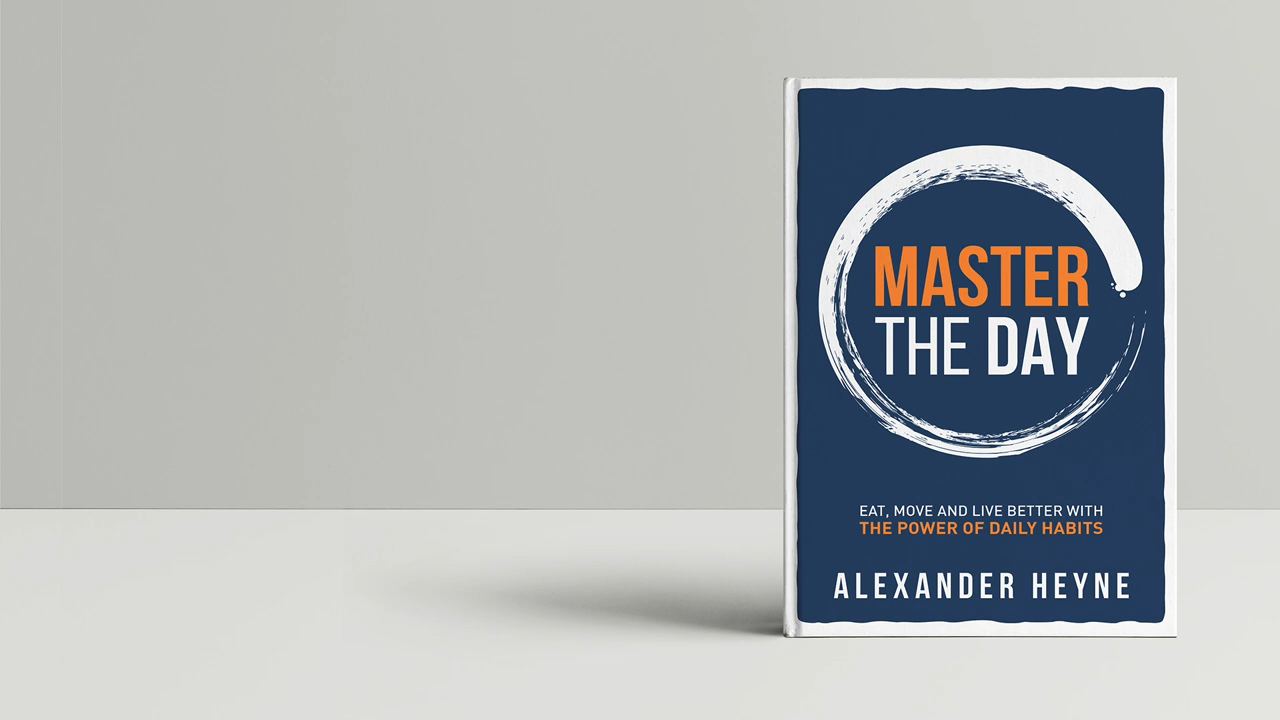 MASTER
THE DAY
EAT, MOVE AND LIVE BETTER WITH
THE POWER OF DAILY HABITS
ALEXANDER HEYNE